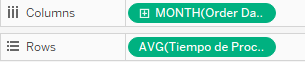 Columns MONTH(Order Da..
Rows AVG(Tiempo de Proc...